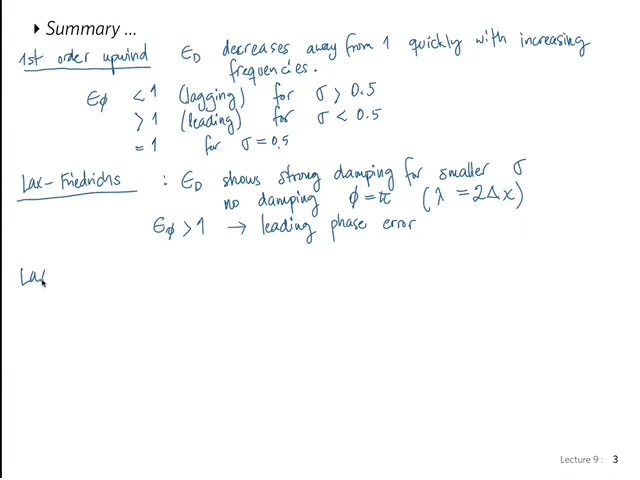 ▸ Summary ...
1st order upwind ϵ_D decreases away from 1 quickly with increasing
frequencies.
ϵ_ϕ < 1 (lagging) for σ > 0.5
> 1 (leading) for σ < 0.5
= 1 for σ = 0.5
Lax-Friedrichs : ϵ_D shows strong damping for smaller σ
no damping ϕ = π (λ = 2Δx)
ϵ_ϕ > 1 → leading phase error
Lax
Lecture 9 : 3